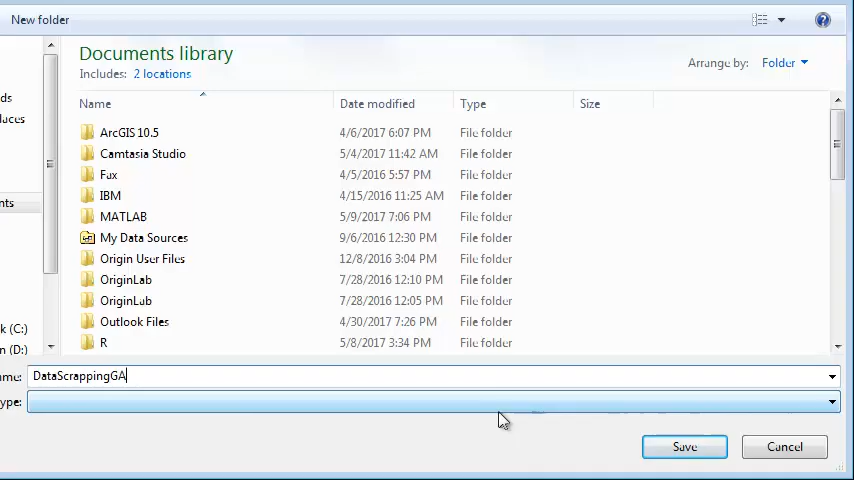 New folder
Documents library
Includes: 2 locations
Arrange by: Folder
Name Date modified Type Size
ArcGIS 10.5 4/6/2017 6:07 PM File folder
Camtasia Studio 5/4/2017 11:42 AM File folder
Fax 4/5/2016 5:57 PM File folder
IBM 4/15/2016 11:25 AM File folder
MATLAB 5/9/2017 7:06 PM File folder
My Data Sources 9/6/2016 12:30 PM File folder
Origin User Files 12/8/2016 3:04 PM File folder
OriginLab 7/28/2016 12:10 PM File folder
OriginLab 7/28/2016 12:05 PM File folder
Outlook Files 4/30/2017 7:26 PM File folder
R 5/8/2017 3:34 PM File folder
ds
laces
nts
k (C:)
n (D:)
ame: DataScrappingGA
ype:
Save Cancel